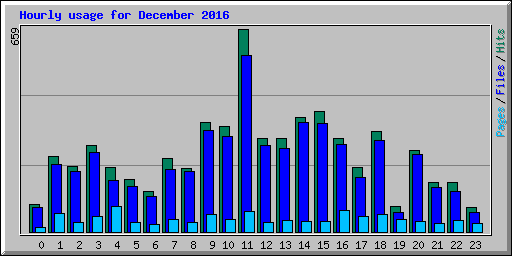 Hourly usage for December 2016
659
Pages / Files / Hits
0 1 2 3 4 5 6 7 8 9 10 11 12 13 14 15 16 17 18 19 20 21 22 23